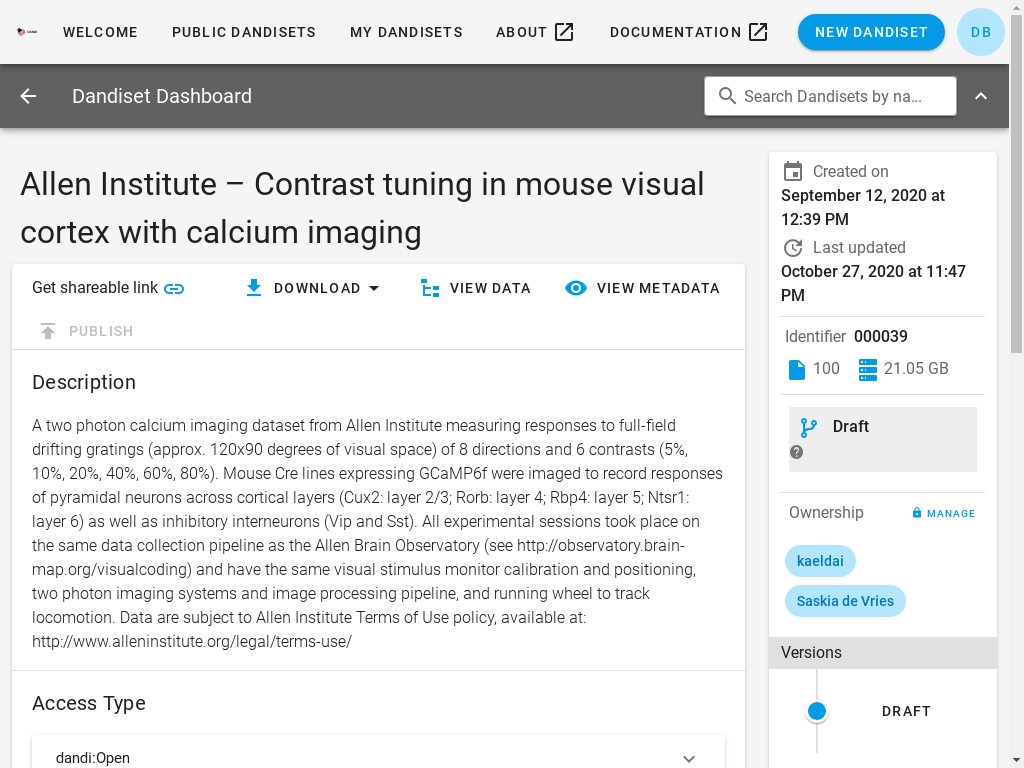 WELCOME PUBLIC DANDISETS MY DANDISETS ABOUT DOCUMENTATION NEW DANDISET DB
Dandiset Dashboard Search Dandisets by na...
Allen Institute – Contrast tuning in mouse visual
cortex with calcium imaging
Get shareable link DOWNLOAD VIEW DATA VIEW METADATA
PUBLISH
Description
A two photon calcium imaging dataset from Allen Institute measuring responses to full-field
drifting gratings (approx. 120x90 degrees of visual space) of 8 directions and 6 contrasts (5%,
10%, 20%, 40%, 60%, 80%). Mouse Cre lines expressing GCaMP6f were imaged to record responses
of pyramidal neurons across cortical layers (Cux2: layer 2/3; Rorb: layer 4; Rbp4: layer 5; Ntsr1:
layer 6) as well as inhibitory interneurons (Vip and Sst). All experimental sessions took place on
the same data collection pipeline as the Allen Brain Observatory (see http://observatory.brain-
map.org/visualcoding) and have the same visual stimulus monitor calibration and positioning,
two photon imaging systems and image processing pipeline, and running wheel to track
locomotion. Data are subject to Allen Institute Terms of Use policy, available at:
http://www.alleninstitute.org/legal/terms-use/
Access Type
dandi:Open
Created on
September 12, 2020 at
12:39 PM
Last updated
October 27, 2020 at 11:47
PM
Identifier 000039
100 21.05 GB
Draft
Ownership MANAGE
kaeldai
Saskia de Vries
Versions
DRAFT